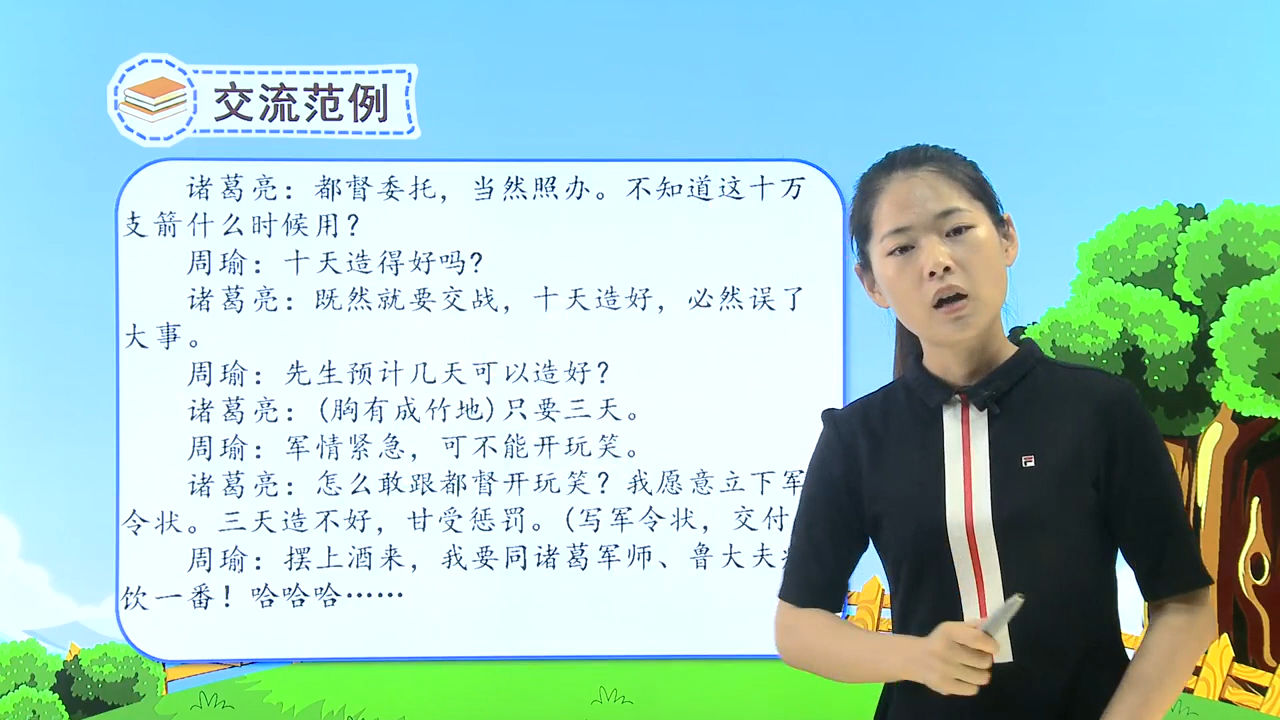 交流范例
诸葛亮：都督委托，当然照办。不知道这十万
支箭什么时候用？
周瑜：十天造得好吗？
诸葛亮：既然就要交战，十天造好，必然误了
大事。
周瑜：先生预计几天可以造好？
诸葛亮：(胸有成竹地)只要三天。
周瑜：军情紧急，可不能开玩笑。
诸葛亮：怎么敢跟都督开玩笑？我愿意立下军
令状。三天造不好，甘受惩罚。(写军令状，交付
周瑜：摆上酒来，我要同诸葛军师、鲁大夫
饮一番！哈哈哈……